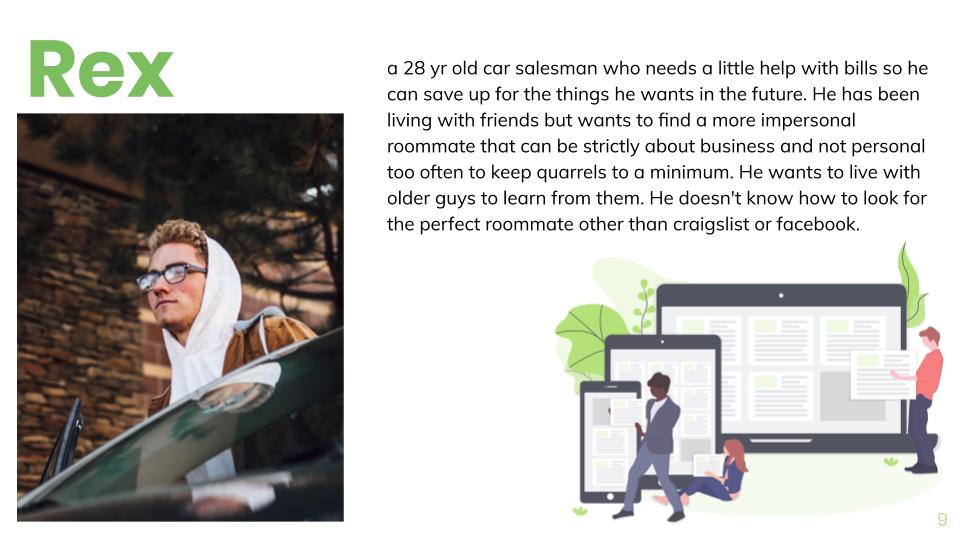 Rex
a 28 yr old car salesman who needs a little help with bills so he
can save up for the things he wants in the future. He has been
living with friends but wants to find a more impersonal
roommate that can be strictly about business and not personal
too often to keep quarrels to a minimum. He wants to live with
older guys to learn from them. He doesn't know how to look for
the perfect roommate other than craigslist or facebook.
9